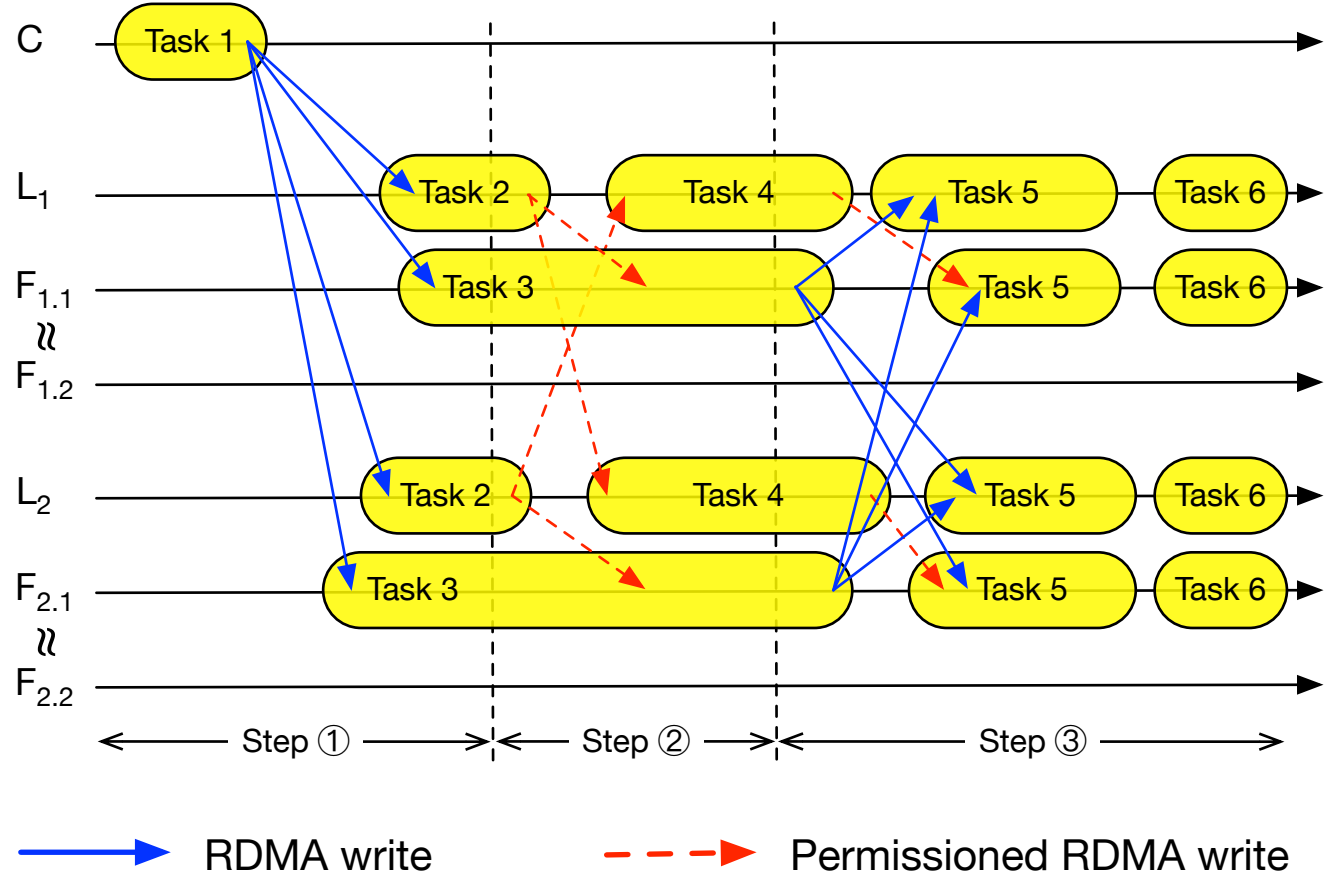 C Task 1
L1 Task 2 Task 4 Task 5 Task 6
F1.1 Task 3 Task 5 Task 6
≈
F1.2
L2 Task 2 Task 4 Task 5 Task 6
F2.1 Task 3 Task 5 Task 6
≈
F2.2
Step ① Step ② Step ③
RDMA write Permissioned RDMA write